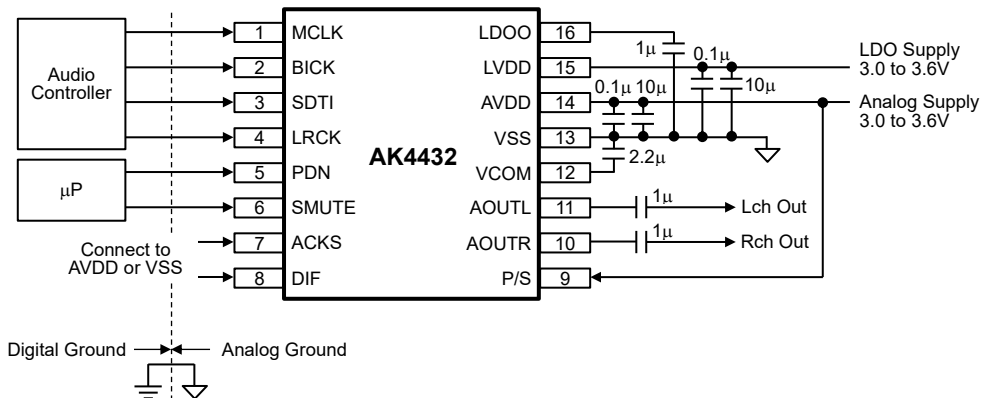 Audio
Controller
μP
Connect to
AVDD or VSS
1 MCLK
2 BICK
3 SDTI
4 LRCK
5 PDN
6 SMUTE
7 ACKS
8 DIF
AK4432
LDOO 16
LVDD 15
AVDD 14
VSS 13
VCOM 12
AOUTL 11
AOUTR 10
P/S 9
1μ
0.1μ
10μ
0.1μ 10μ
2.2μ
1μ
1μ
LDO Supply
3.0 to 3.6V
Analog Supply
3.0 to 3.6V
Lch Out
Rch Out
Digital Ground
Analog Ground